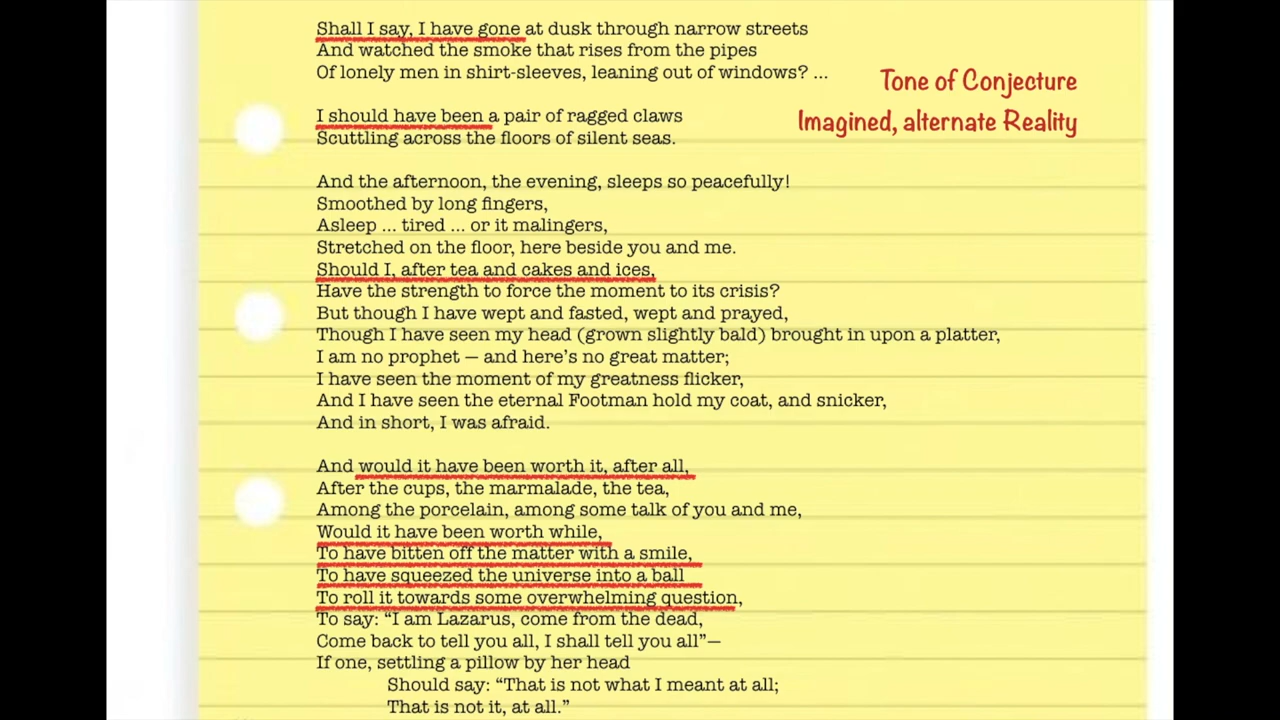 Shall I say, I have gone at dusk through narrow streets
And watched the smoke that rises from the pipes
Of lonely men in shirt-sleeves, leaning out of windows? ...
Tone of Conjecture
Imagined, alternate Reality
I should have been a pair of ragged claws
Scuttling across the floors of silent seas.
And the afternoon, the evening, sleeps so peacefully!
Smoothed by long fingers,
Asleep ... tired ... or it malingers,
Stretched on the floor, here beside you and me.
Should I, after tea and cakes and ices,
Have the strength to force the moment to its crisis?
But though I have wept and fasted, wept and prayed,
Though I have seen my head (grown slightly bald) brought in upon a platter,
I am no prophet — and here’s no great matter;
I have seen the moment of my greatness flicker,
And I have seen the eternal Footman hold my coat, and snicker,
And in short, I was afraid.
And would it have been worth it, after all,
After the cups, the marmalade, the tea,
Among the porcelain, among some talk of you and me,
Would it have been worth while,
To have bitten off the matter with a smile,
To have squeezed the universe into a ball
To roll it towards some overwhelming question,
To say: “I am Lazarus, come from the dead,
Come back to tell you all, I shall tell you all”—
If one, settling a pillow by her head
Should say: “That is not what I meant at all;
That is not it, at all.”